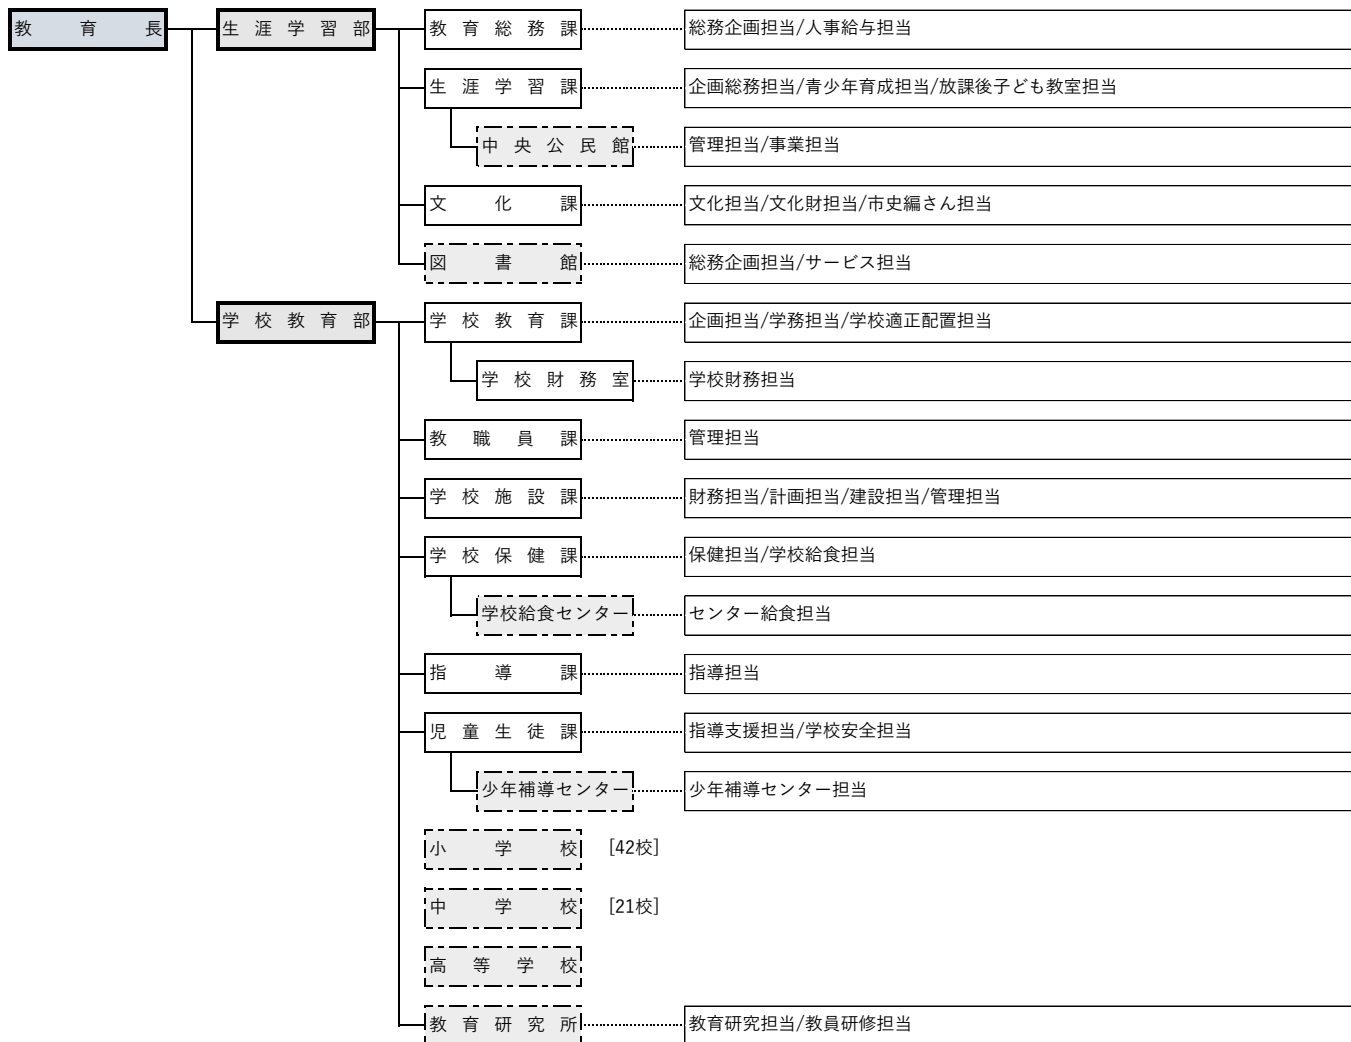 教育長 生涯学習部 教育総務課 総務企画担当/人事給与担当
生涯学習課 企画総務担当/青少年育成担当/放課後子ども教室担当
中央公民館 管理担当/事業担当
文化課 文化担当/文化財担当/市史編さん担当
図書館 総務企画担当/サービス担当
学校教育部 学校教育課 企画担当/学務担当/学校適正配置担当
学校財務室 学校財務担当
教職員課 管理担当
学校施設課 財務担当/計画担当/建設担当/管理担当
学校保健課 保健担当/学校給食担当
学校給食センター センター給食担当
指導課 指導担当
児童生徒課 指導支援担当/学校安全担当
少年補導センター 少年補導センター担当
小学校 [42校]
中学校 [21校]
高等学校
教育研究所 教育研究担当/教員研修担当